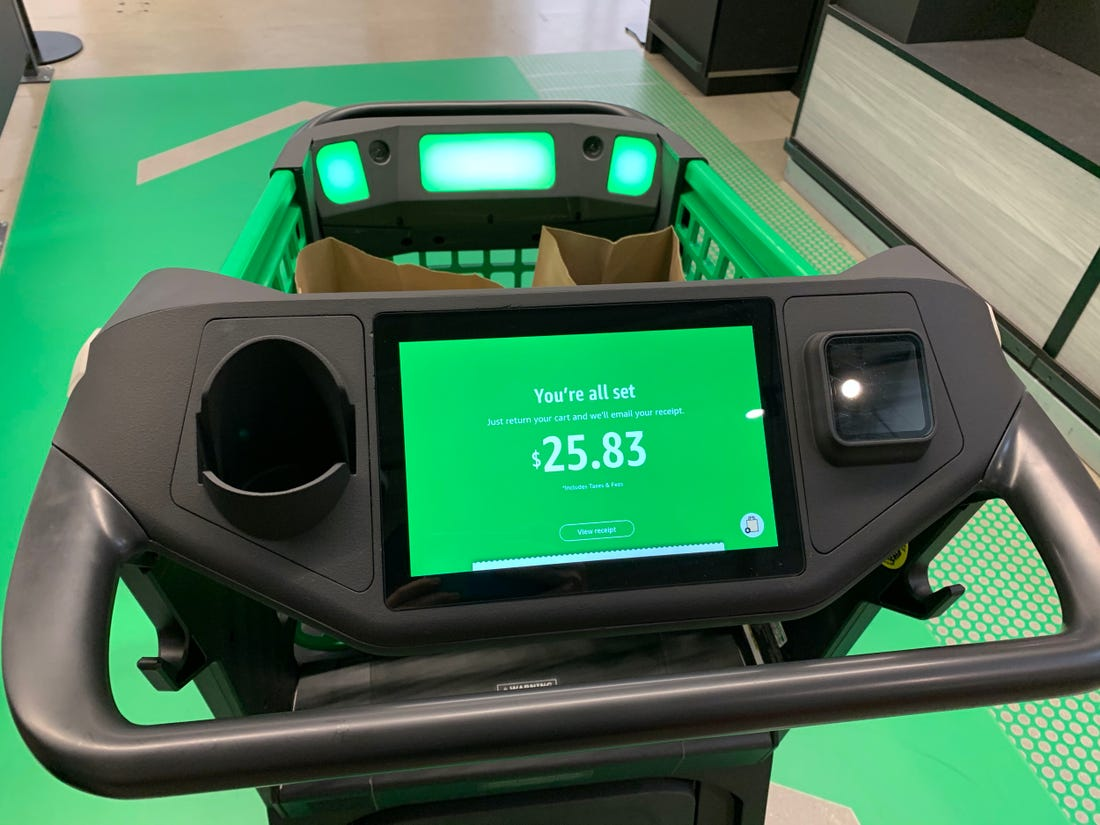 You're all set
Just return your cart and we'll email your receipt.
$25.83
*Includes Taxes & Fees
View receipt
⚠WARNING